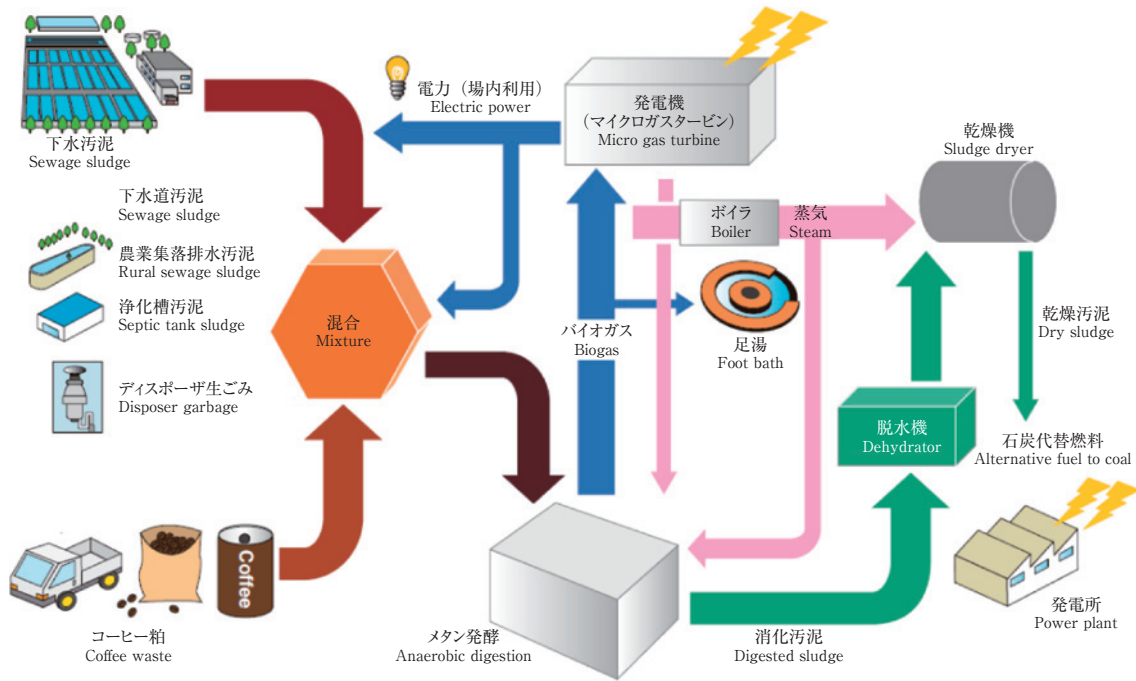 下水汚泥
Sewage sludge
下水道汚泥
Sewage sludge
農業集落排水汚泥
Rural sewage sludge
浄化槽汚泥
Septic tank sludge
ディスポーザ生ごみ
Disposer garbage
Coffee
コーヒー粕
Coffee waste
混合
Mixture
電力（場内利用）
Electric power
発電機
（マイクロガスタービン）
Micro gas turbine
ボイラ
Boiler
蒸気
Steam
乾燥機
Sludge dryer
バイオガス
Biogas
足湯
Foot bath
乾燥汚泥
Dry sludge
脱水機
Dehydrator
石炭代替燃料
Alternative fuel to coal
発電所
Power plant
メタン発酵
Anaerobic digestion
消化汚泥
Digested sludge